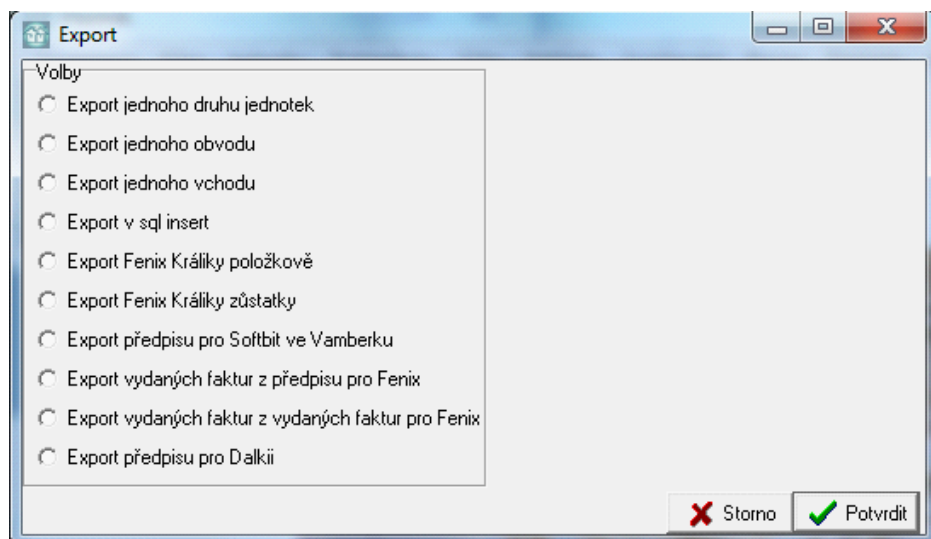 Export
Volby
Export jednoho druhu jednotek
Export jednoho obvodu
Export jednoho vchodu
Export v sql insert
Export Fenix Králiky položkově
Export Fenix Králiky zůstatky
Export předpisu pro Softbit ve Vamberku
Export vydaných faktur z předpisu pro Fenix
Export vydaných faktur z vydaných faktur pro Fenix
Export předpisu pro Dalkii
Storno
Potvrdit